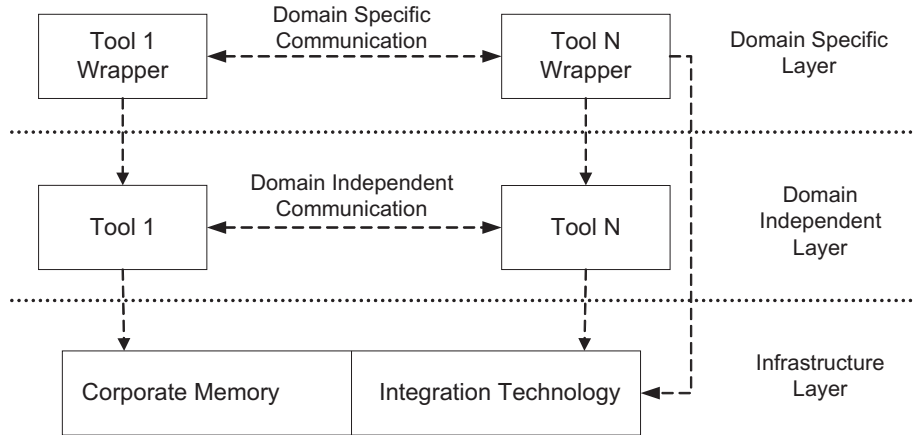 Tool 1
Wrapper
Domain Specific
Communication
Tool N
Wrapper
Domain Specific
Layer
Tool 1
Domain Independent
Communication
Tool N
Domain
Independent
Layer
Corporate Memory
Integration Technology
Infrastructure
Layer